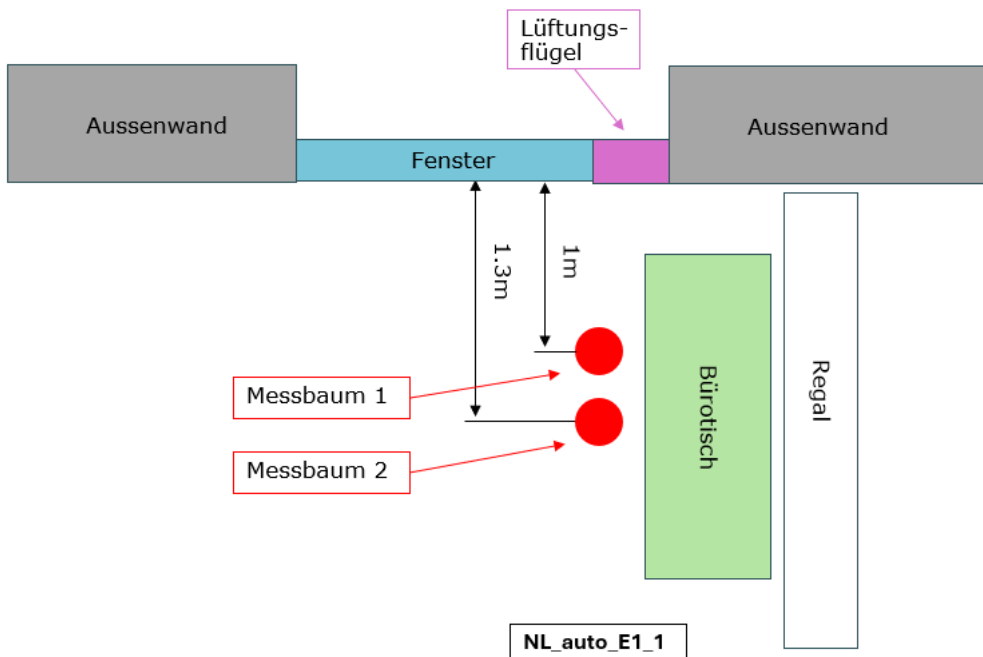 Lüftungs-
flügel
Aussenwand
Aussenwand
Fenster
1.3m
1m
Messbaum 1
Messbaum 2
Bürotisch
Regal
NL_auto_E1_1